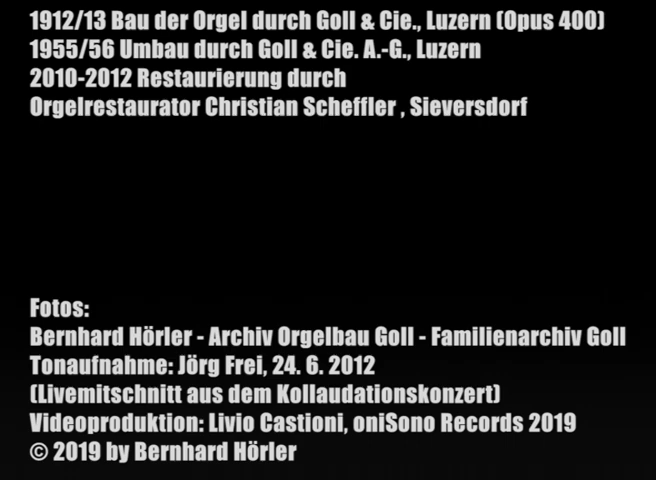 1912/13 Bau der Orgel durch Goll & Cie., Luzern (Opus 400)
1955/56 Umbau durch Goll & Cie. A.-G., Luzern
2010-2012 Restaurierung durch
Orgelrestaurator Christian Scheffler , Sieversdorf
Fotos:
Bernhard Hörler - Archiv Orgelbau Goll - Familienarchiv Goll
Tonaufnahme: Jörg Frei, 24. 6. 2012
(Livemitschnitt aus dem Kollaudationskonzert)
Videoproduktion: Livio Castioni, oniSono Records 2019
© 2019 by Bernhard Hörler